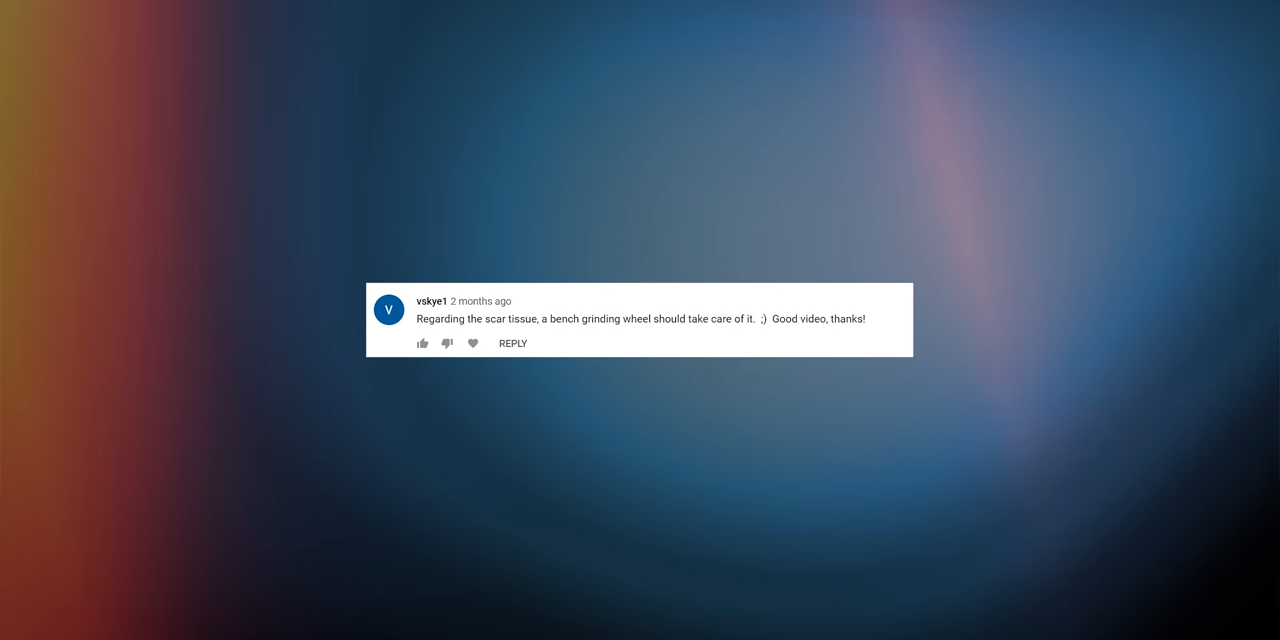 V
vskye1 2 months ago
Regarding the scar tissue, a bench grinding wheel should take care of it.  ;)  Good video, thanks!
REPLY